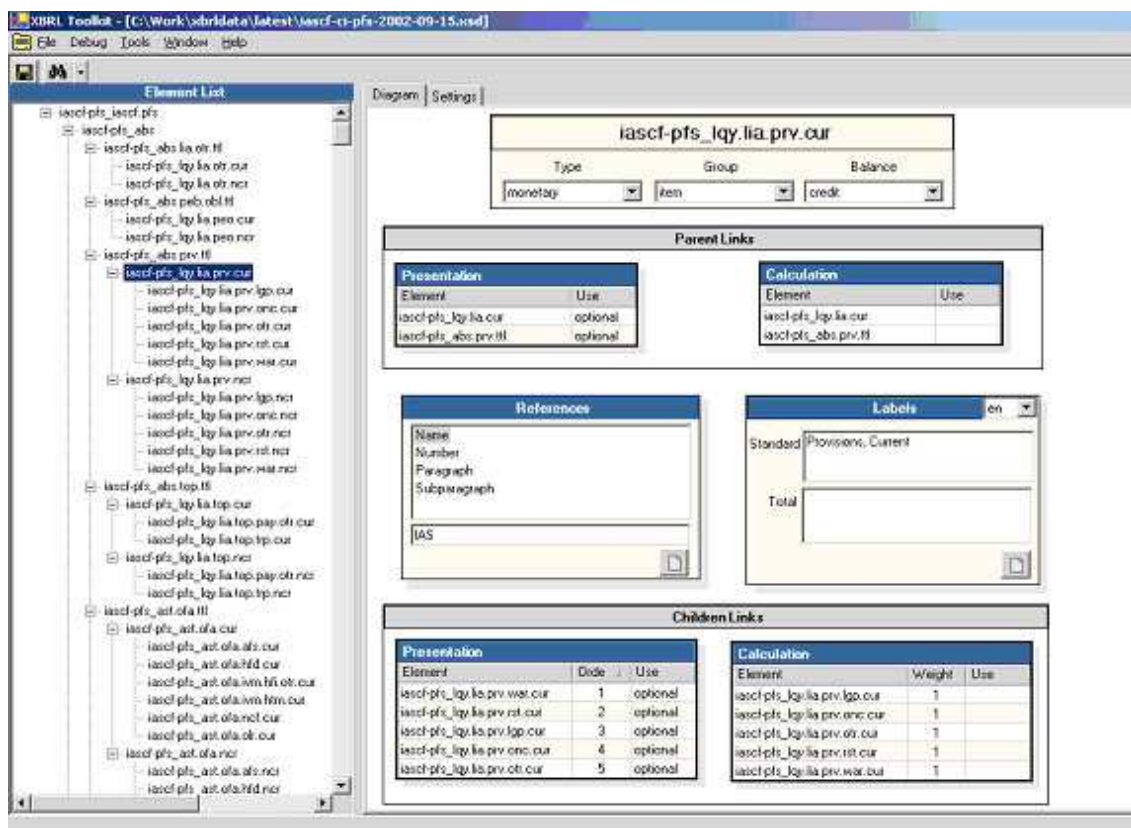 XBRL Toolkit - [C:\Work\xbrldata\latest\iascf-ci-pfs-2002-09-15.xsd]
File Debug Tools Window Help
Element List
iascf-pfs_iascf.pfs
iascf-pfs_abs
iascf-pfs_abs.lia.otr.ttl
iascf-pfs_lqy.lia.otr.cur
iascf-pfs_lqy.lia.otr.ncr
iascf-pfs_abs.peb.obl.ttl
iascf-pfs_lqy.lia.peo.cur
iascf-pfs_lqy.lia.peo.ncr
iascf-pfs_abs.prv.ttl
iascf-pfs_lqy.lia.prv.cur
iascf-pfs_lqy.lia.prv.lgp.cur
iascf-pfs_lqy.lia.prv.onc.cur
iascf-pfs_lqy.lia.prv.otr.cur
iascf-pfs_lqy.lia.prv.rst.cur
iascf-pfs_lqy.lia.prv.war.cur
iascf-pfs_lqy.lia.prv.ncr
iascf-pfs_lqy.lia.prv.lgp.ncr
iascf-pfs_lqy.lia.prv.onc.ncr
iascf-pfs_lqy.lia.prv.otr.ncr
iascf-pfs_lqy.lia.prv.rst.ncr
iascf-pfs_lqy.lia.prv.war.ncr
iascf-pfs_abs.top.ttl
iascf-pfs_lqy.lia.top.cur
iascf-pfs_lqy.lia.top.pay.otr.cur
iascf-pfs_lqy.lia.top.trp.cur
iascf-pfs_lqy.lia.top.ncr
iascf-pfs_lqy.lia.top.pay.otr.ncr
iascf-pfs_lqy.lia.top.trp.ncr
iascf-pfs_ast.ofa.ttl
iascf-pfs_ast.ofa.cur
iascf-pfs_ast.ofa.afs.cur
iascf-pfs_ast.ofa.hfd.cur
iascf-pfs_ast.ofa.ivm.hfi.otr.cur
iascf-pfs_ast.ofa.ivm.htm.cur
iascf-pfs_ast.ofa.ncf.cur
iascf-pfs_ast.ofa.olr.cur
iascf-pfs_ast.ofa.ncr
iascf-pfs_ast.ofa.afs.ncr
iascf-pfs_ast.ofa.hfd.ncr
Diagram Settings
iascf-pfs_lqy.lia.prv.cur
Type Group Balance
monetary item credit
Parent Links
Presentation
Element Use
iascf-pfs_lqy.lia.cur optional
iascf-pfs_abs.prv.ttl optional
Calculation
Element Use
iascf-pfs_lqy.lia.cur
iascf-pfs_abs.prv.ttl
References
Name
Number
Paragraph
Subparagraph
IAS
Labels en
Standard Provisions, Current
Total
Children Links
Presentation
Element Orde Use
iascf-pfs_lqy.lia.prv.war.cur 1 optional
iascf-pfs_lqy.lia.prv.rst.cur 2 optional
iascf-pfs_lqy.lia.prv.lgp.cur 3 optional
iascf-pfs_lqy.lia.prv.onc.cur 4 optional
iascf-pfs_lqy.lia.prv.otr.cur 5 optional
Calculation
Element Weight Use
iascf-pfs_lqy.lia.prv.lgp.cur 1
iascf-pfs_lqy.lia.prv.onc.cur 1
iascf-pfs_lqy.lia.prv.otr.cur 1
iascf-pfs_lqy.lia.prv.rst.cur 1
iascf-pfs_lqy.lia.prv.war.cur 1